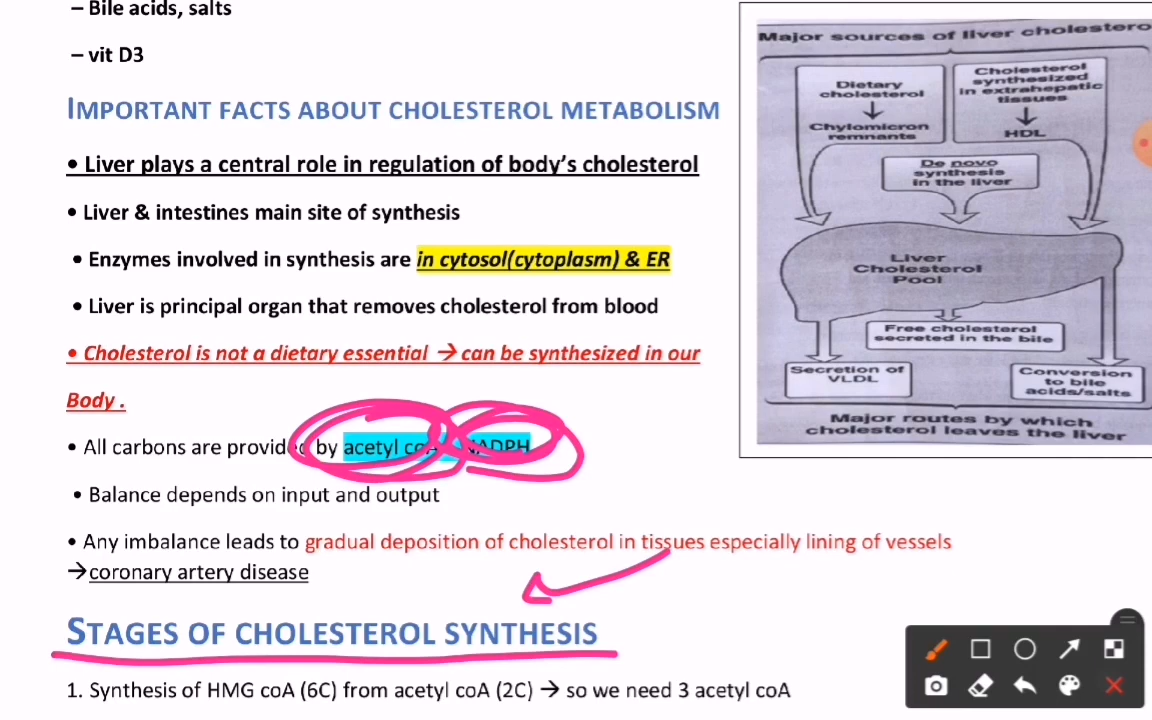 – Bile acids, salts
– vit D3
IMPORTANT FACTS ABOUT CHOLESTEROL METABOLISM
• Liver plays a central role in regulation of body's cholesterol
• Liver & intestines main site of synthesis
• Enzymes involved in synthesis are in cytosol(cytoplasm) & ER
• Liver is principal organ that removes cholesterol from blood
• Cholesterol is not a dietary essential → can be synthesized in our
Body .
• All carbons are provided by acetyl coA NADPH
• Balance depends on input and output
• Any imbalance leads to gradual deposition of cholesterol in tissues especially lining of vessels
→coronary artery disease
STAGES OF CHOLESTEROL SYNTHESIS
1. Synthesis of HMG coA (6C) from acetyl coA (2C) → so we need 3 acetyl coA
Major sources of liver cholestero
Dietary
cholesterol
Chylomicron
remnants
Cholesterol
synthesized
in extrahepatic
tissues
HDL
De novo
synthesis
in the liver
Liver
Cholesterol
Pool
Free cholesterol
secreted in the bile
Secretion of
VLDL
Conversion
to bile
acids/salts
Major routes by which
cholesterol leaves the liver